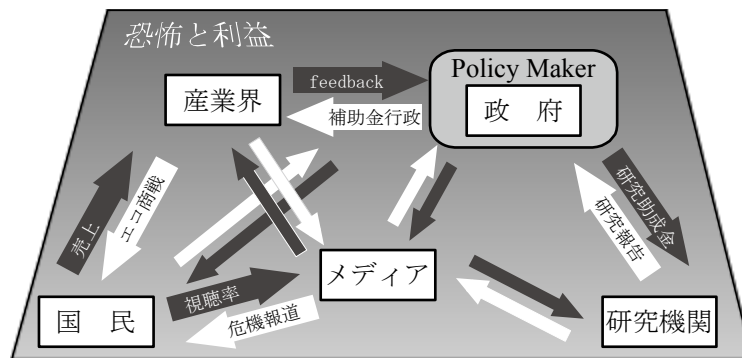 恐怖と利益
feedback
Policy Maker
産業界
補助金行政
政　府
売上
エコ商戦
研究助成金
研究報告
視聴率
メディア
危機報道
国　民
研究機関